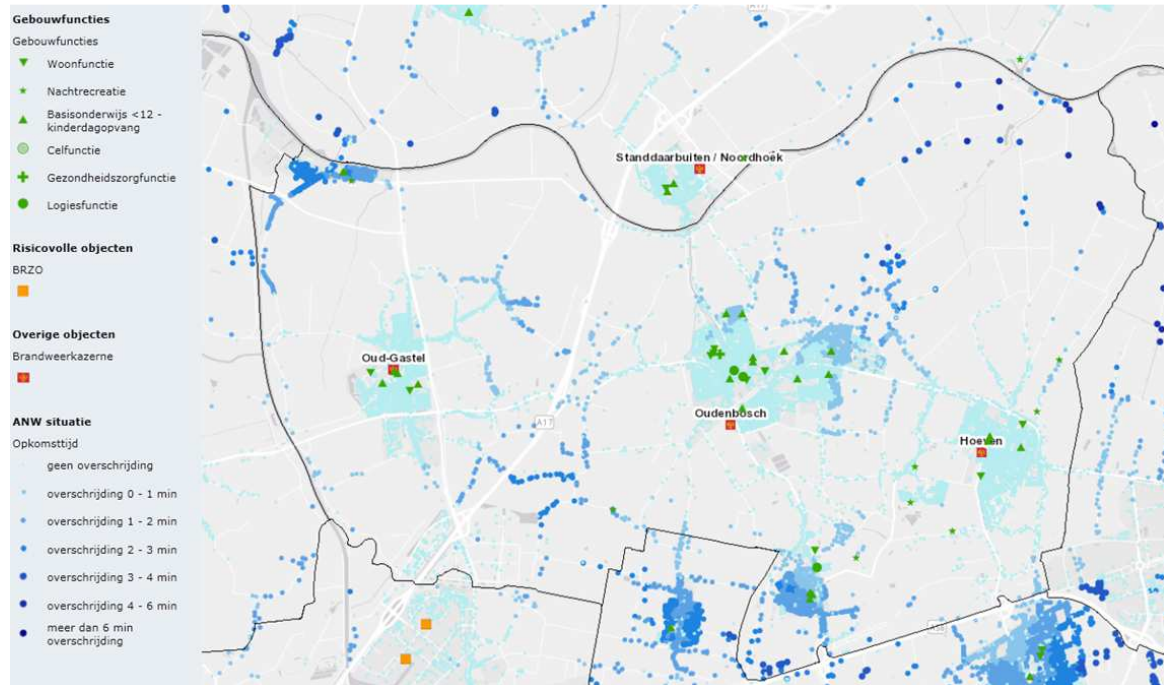 Gebouwfuncties
Gebouwfuncties
Woonfunctie
Nachtrecreatie
Basisonderwijs <12 -
kinderdagopvang
Celfunctie
Gezondheidszorgfunctie
Logiesfunctie
Risicovolle objecten
BRZO
Overige objecten
Brandweerkazerne
ANW situatie
Opkomsttijd
geen overschrijding
overschrijding 0 - 1 min
overschrijding 1 - 2 min
overschrijding 2 - 3 min
overschrijding 3 - 4 min
overschrijding 4 - 6 min
meer dan 6 min
overschrijding
A17
Standdaarbuiten / Noordhoek
Oud-Gastel
Oudenbosch
A17
Hoeven